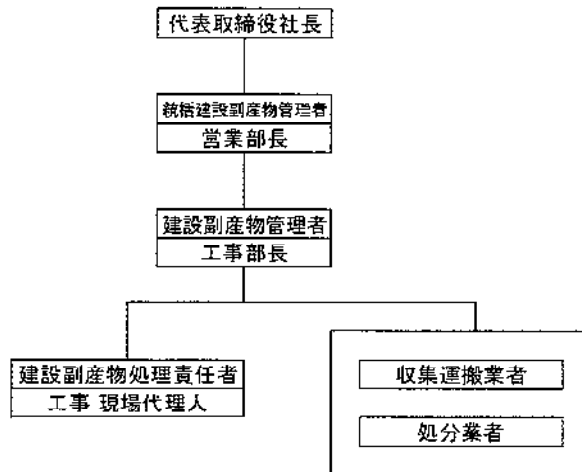 代表取締役社長
統括建設副産物管理者
営業部長
建設副産物管理者
工事部長
建設副産物処理責任者
工事 現場代理人
収集運搬業者
処分業者